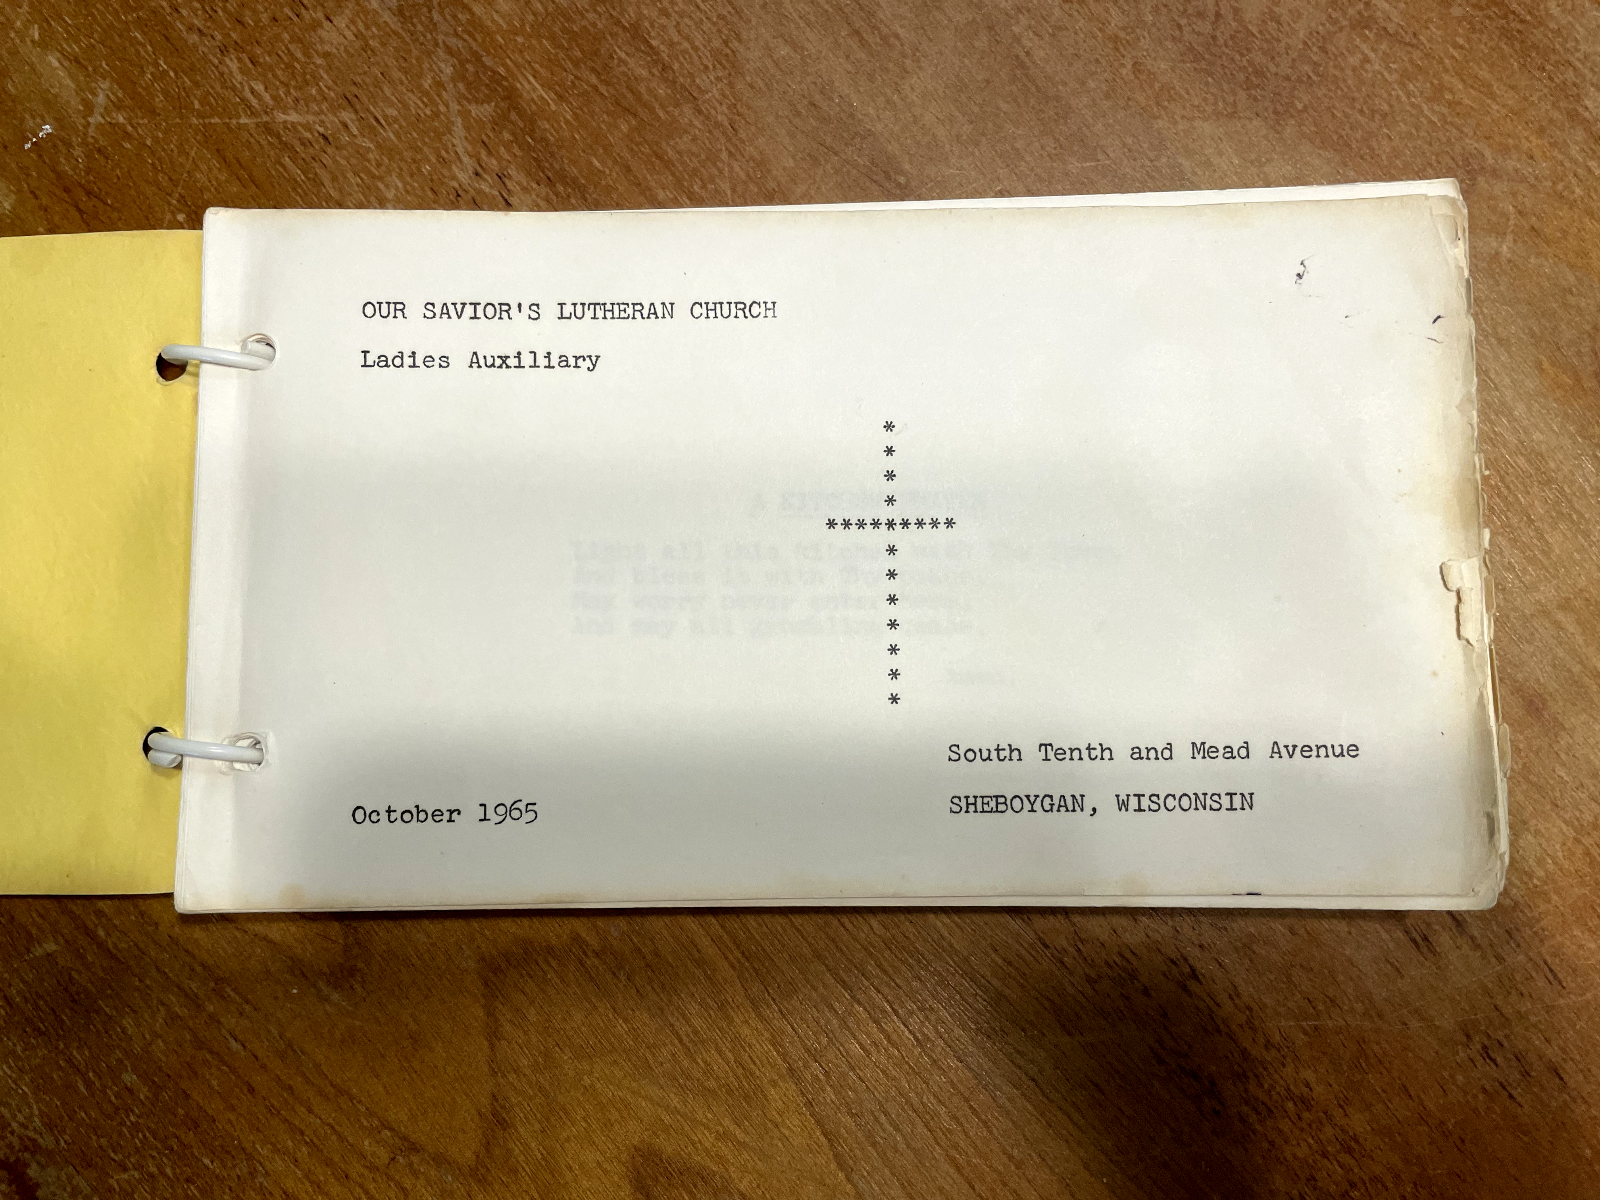 OUR SAVIOR'S LUTHERAN CHURCH
Ladies Auxiliary
*
*
*
*
*********
*
*
*
*
*
*
*
South Tenth and Mead Avenue
October 1965
SHEBOYGAN, WISCONSIN